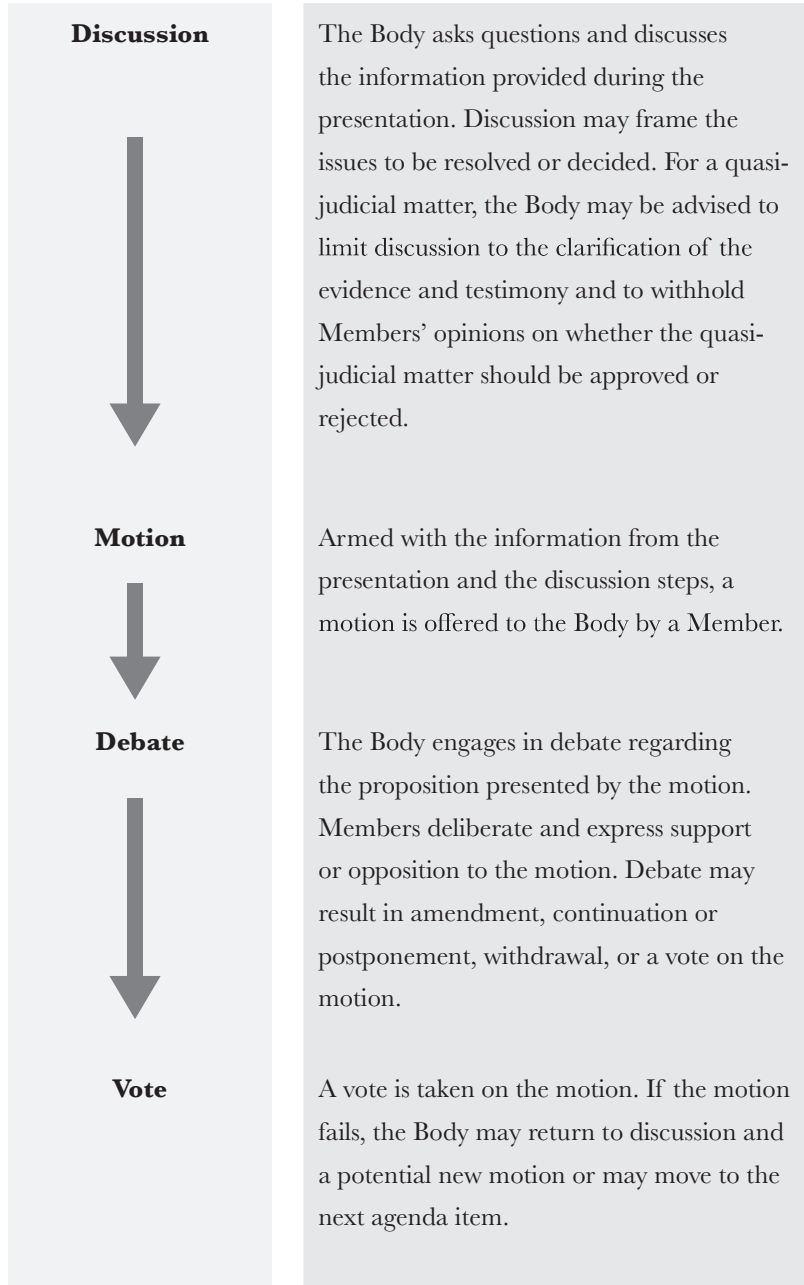 Discussion
The Body asks questions and discusses
the information provided during the
presentation. Discussion may frame the
issues to be resolved or decided. For a quasi-
judicial matter, the Body may be advised to
limit discussion to the clarification of the
evidence and testimony and to withhold
Members’ opinions on whether the quasi-
judicial matter should be approved or
rejected.
Motion
Armed with the information from the
presentation and the discussion steps, a
motion is offered to the Body by a Member.
Debate
The Body engages in debate regarding
the proposition presented by the motion.
Members deliberate and express support
or opposition to the motion. Debate may
result in amendment, continuation or
postponement, withdrawal, or a vote on the
motion.
Vote
A vote is taken on the motion. If the motion
fails, the Body may return to discussion and
a potential new motion or may move to the
next agenda item.